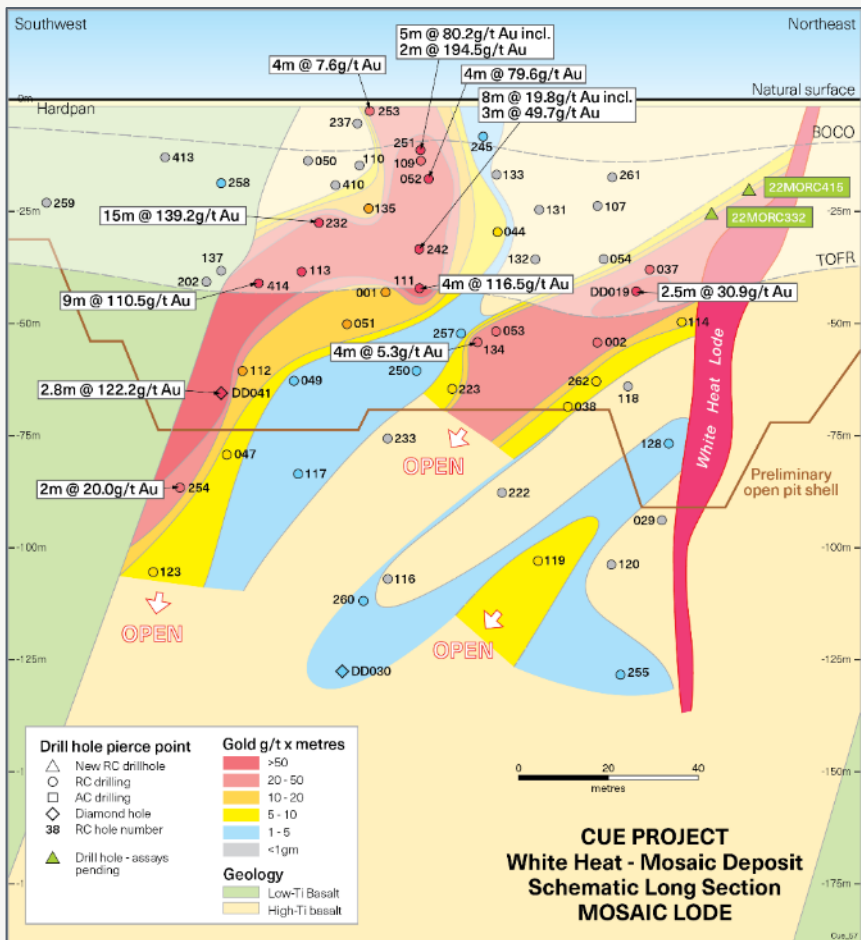 Southwest
Northeast
5m @ 80.2g/t Au incl.
2m @ 194.5g/t Au
4m @ 7.6g/t Au
4m @ 79.6g/t Au
8m @ 19.8g/t Au incl.
3m @ 49.7g/t Au
Natural surface
0m
Hardpan
253
237
251
245
BOCO
413
050
110
109
052
133
261
258
410
22MORC415
259
135
131
107
22MORC332
-25m
15m @ 139.2g/t Au
232
044
242
132
054
TOFR
137
037
202
113
414
111
4m @ 116.5g/t Au
DD019
2.5m @ 30.9g/t Au
9m @ 110.5g/t Au
001
-50m
051
257
053
114
4m @ 5.3g/t Au
134
002
112
250
2.8m @ 122.2g/t Au
DD041
049
223
262
118
038
White Heat Lode
-75m
233
128
OPEN
047
117
Preliminary
open pit shell
2m @ 20.0g/t Au
254
222
029
-100m
123
116
119
120
260
OPEN
OPEN
-125m
DD030
255
Drill hole pierce point
New RC drillhole
RC drilling
AC drilling
Diamond hole
38 RC hole number
Drill hole - assays
pending
Gold g/t x metres
>50
20 - 50
10 - 20
5 - 10
1 - 5
<1gm
Geology
Low-Ti Basalt
High-Ti basalt
0 20 40
metres
-150m
CUE PROJECT
White Heat - Mosaic Deposit
Schematic Long Section
MOSAIC LODE
-175m
Cue_57